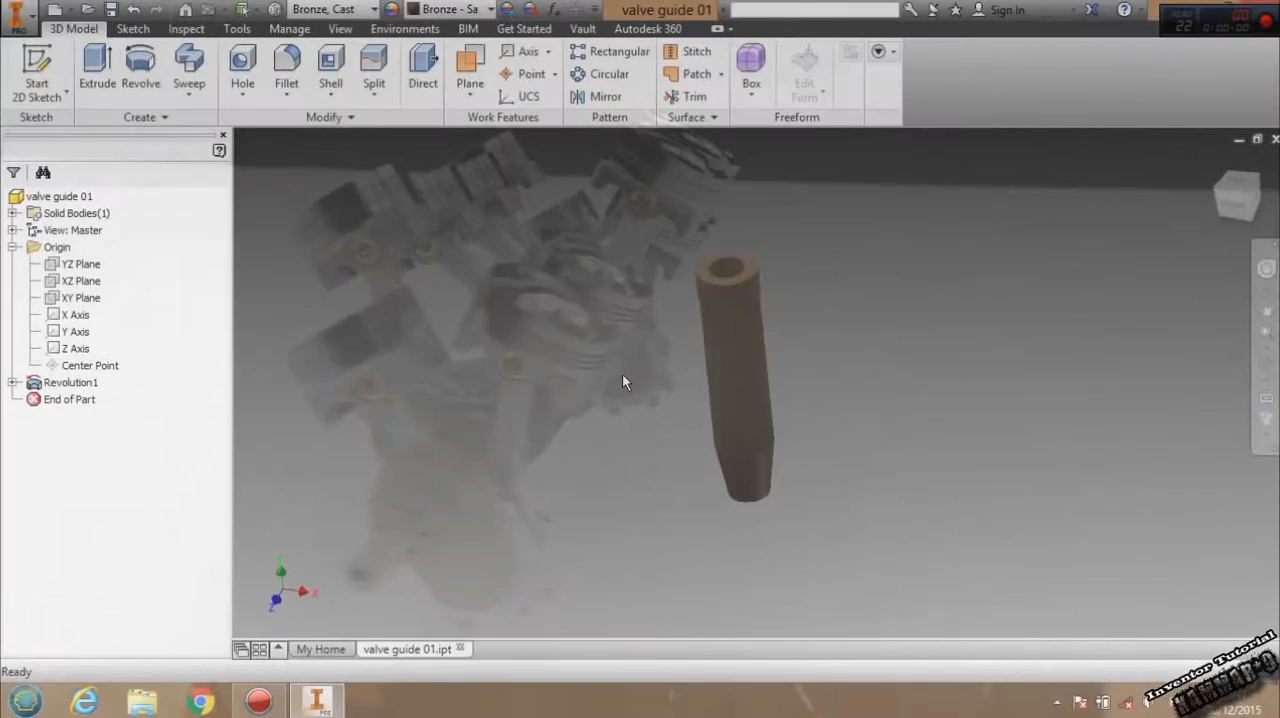 PRO
Bronze, Cast
Bronze - Sa
valve guide 01
Sign In
22
3D Model Sketch Inspect Tools Manage View Environments BIM Get Started Vault Autodesk 360
Start
2D Sketch
Extrude Revolve Sweep
Hole Fillet Shell Split Direct
Plane
Axis
Point
UCS
Rectangular
Circular
Mirror
Stitch
Patch
Trim
Box
Edit
Form
Sketch Create Modify Work Features Pattern Surface Freeform
valve guide 01
Solid Bodies(1)
View: Master
Origin
YZ Plane
XZ Plane
XY Plane
X Axis
Y Axis
Z Axis
Center Point
Revolution1
End of Part
X
Z
My Home
valve guide 01.ipt
Ready
PRO
Inventor Tutorial
12/2015